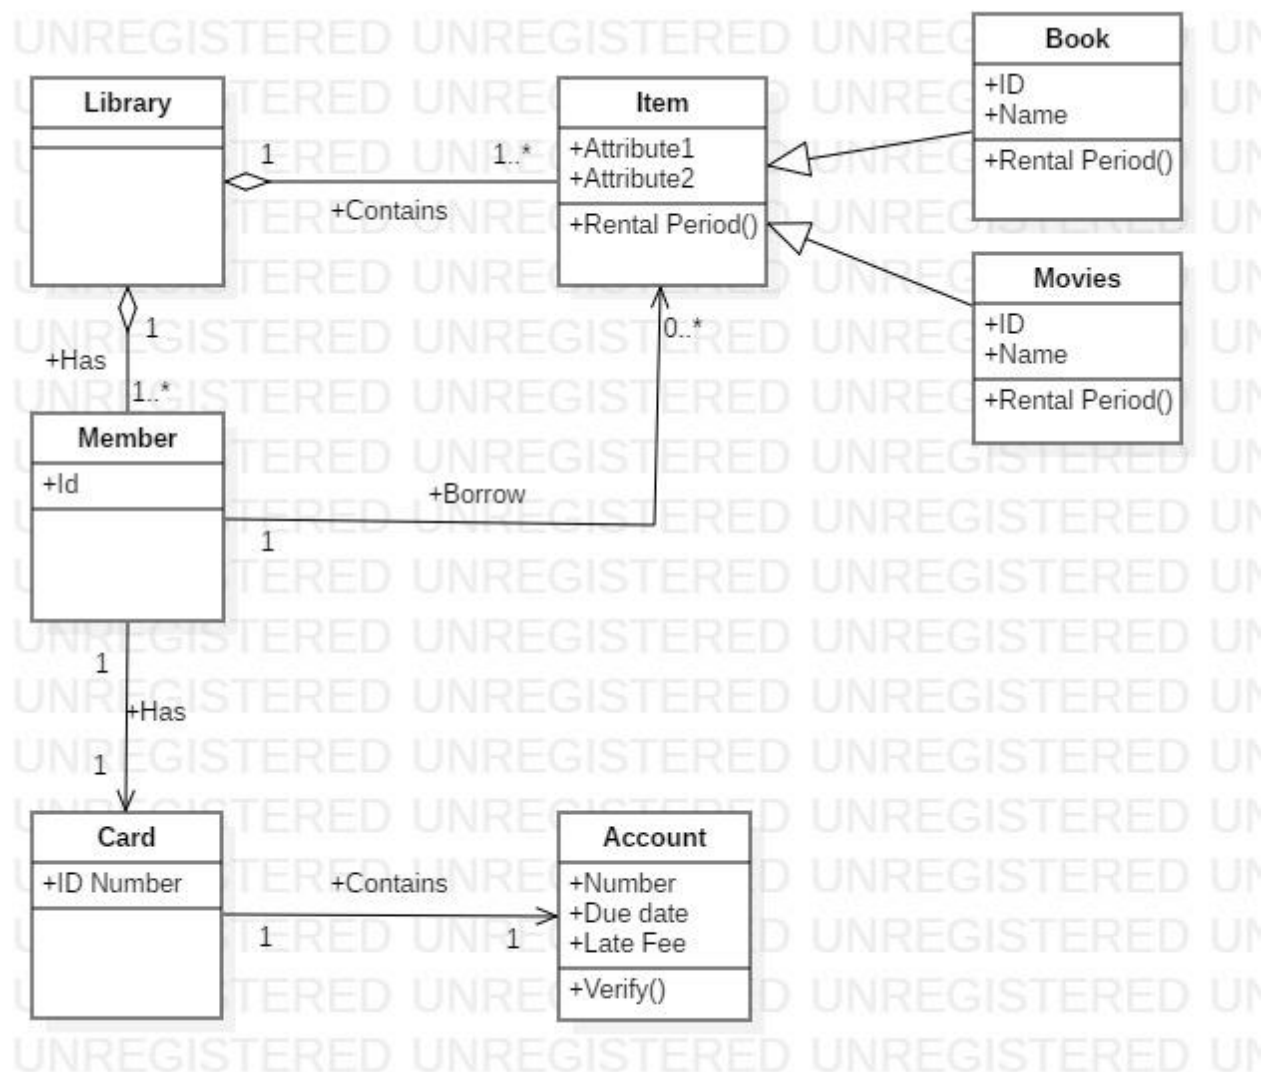 Library
Item
+Attribute1
+Attribute2
+Rental Period()
Book
+ID
+Name
+Rental Period()
Movies
+ID
+Name
+Rental Period()
1
1..*
+Contains
1
+Has
1..*
0..*
Member
+Id
+Borrow
1
1
+Has
1
Card
+ID Number
+Contains
1
1
Account
+Number
+Due date
+Late Fee
+Verify()
UNREGISTERED